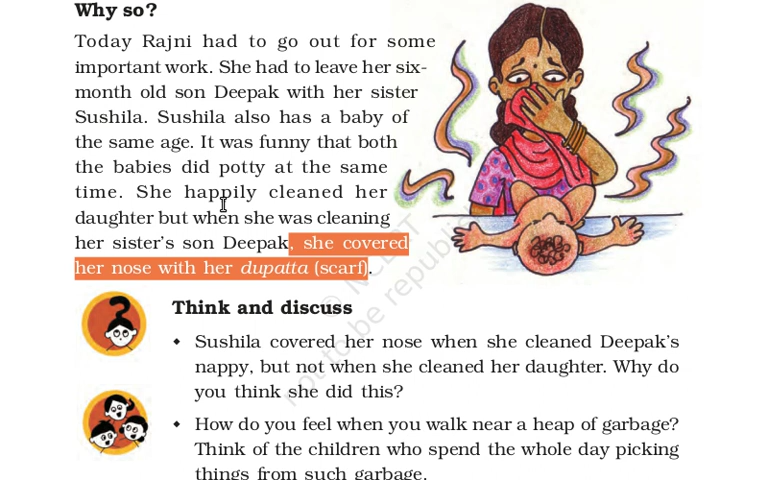 Why so?
Today Rajni had to go out for some
important work. She had to leave her six-
month old son Deepak with her sister
Sushila. Sushila also has a baby of
the same age. It was funny that both
the babies did potty at the same
time. She happily cleaned her
daughter but when she was cleaning
her sister's son Deepak, she covered
her nose with her dupatta (scarf).
© NCERT
not to be republished
Think and discuss
• Sushila covered her nose when she cleaned Deepak's
nappy, but not when she cleaned her daughter. Why do
you think she did this?
• How do you feel when you walk near a heap of garbage?
Think of the children who spend the whole day picking
things from such garbage.